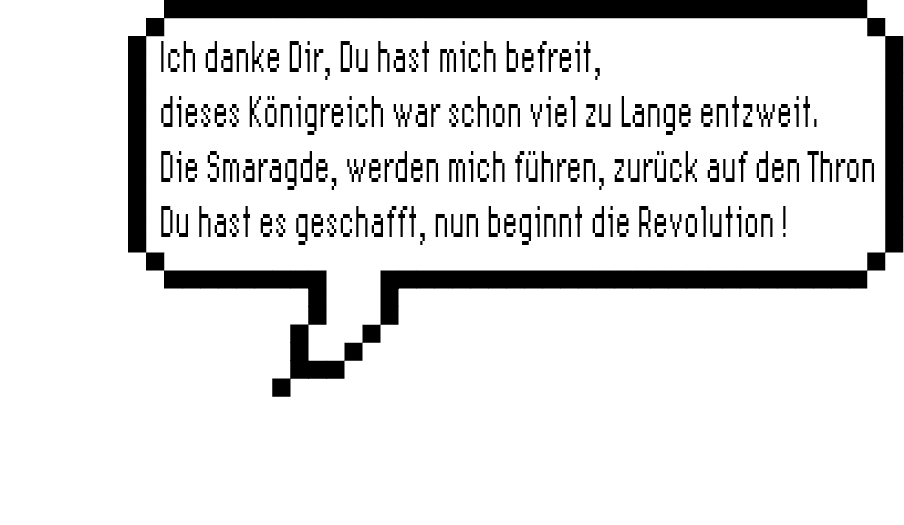 Ich danke Dir, Du hast mich befreit,
dieses Königreich war schon viel zu Lange entzweit.
Die Smaragde, werden mich führen, zurück auf den Thron
Du hast es geschafft, nun beginnt die Revolution !